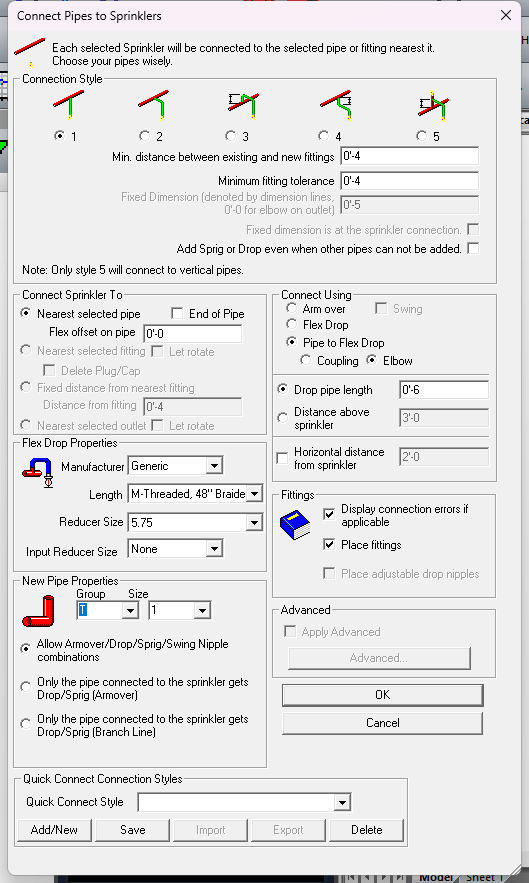 Connect Pipes to Sprinklers
Each selected Sprinkler will be connected to the selected pipe or fitting nearest it.
Choose your pipes wisely.
Connection Style
1
2
3
4
5
Min. distance between existing and new fittings
0'-4
Minimum fitting tolerance
0'-4
Fixed Dimension (denoted by dimension lines,
0'-0 for elbow on outlet)
0'-5
Fixed dimension is at the sprinkler connection.
Add Sprig or Drop even when other pipes can not be added.
Note: Only style 5 will connect to vertical pipes.
Connect Sprinkler To
Nearest selected pipe
End of Pipe
Flex offset on pipe
0'-0
Nearest selected fitting
Let rotate
Delete Plug/Cap
Fixed distance from nearest fitting
Distance from fitting
0'-4
Nearest selected outlet
Let rotate
Connect Using
Arm over
Swing
Flex Drop
Pipe to Flex Drop
Coupling
Elbow
Drop pipe length
0'-6
Distance above
sprinkler
3'-0
Horizontal distance
from sprinkler
2'-0
Flex Drop Properties
Manufacturer
Generic
Length
M-Threaded, 48" Braide
Reducer Size
5.75
Input Reducer Size
None
Fittings
Display connection errors if
applicable
Place fittings
Place adjustable drop nipples
New Pipe Properties
Group
Size
T
1
Allow Armover/Drop/Sprig/Swing Nipple
combinations
Only the pipe connected to the sprinkler gets
Drop/Sprig (Armover)
Only the pipe connected to the sprinkler gets
Drop/Sprig (Branch Line)
Advanced
Apply Advanced
Advanced...
OK
Cancel
Quick Connect Connection Styles
Quick Connect Style
Add/New
Save
Import
Export
Delete
Model
Sheet 1